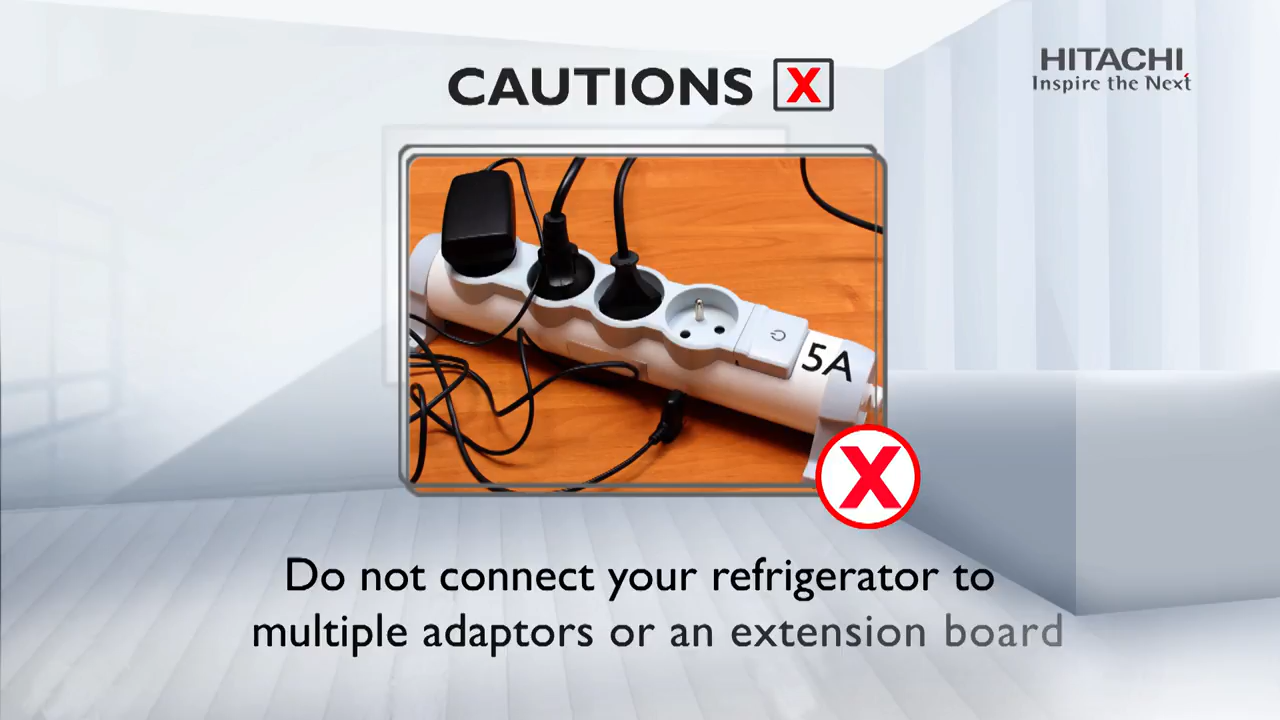 HITACHI
Inspire the Next
CAUTIONS X
5A
X
Do not connect your refrigerator to
multiple adaptors or an extension board